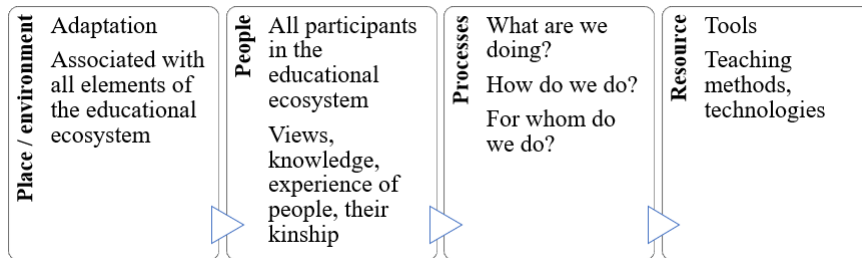 Place / environment
Adaptation
Associated with
all elements of
the educational
ecosystem
People
All participants
in the
educational
ecosystem
Views,
knowledge,
experience of
people, their
kinship
Processes
What are we
doing?
How do we do?
For whom do
we do?
Resource
Tools
Teaching
methods,
technologies